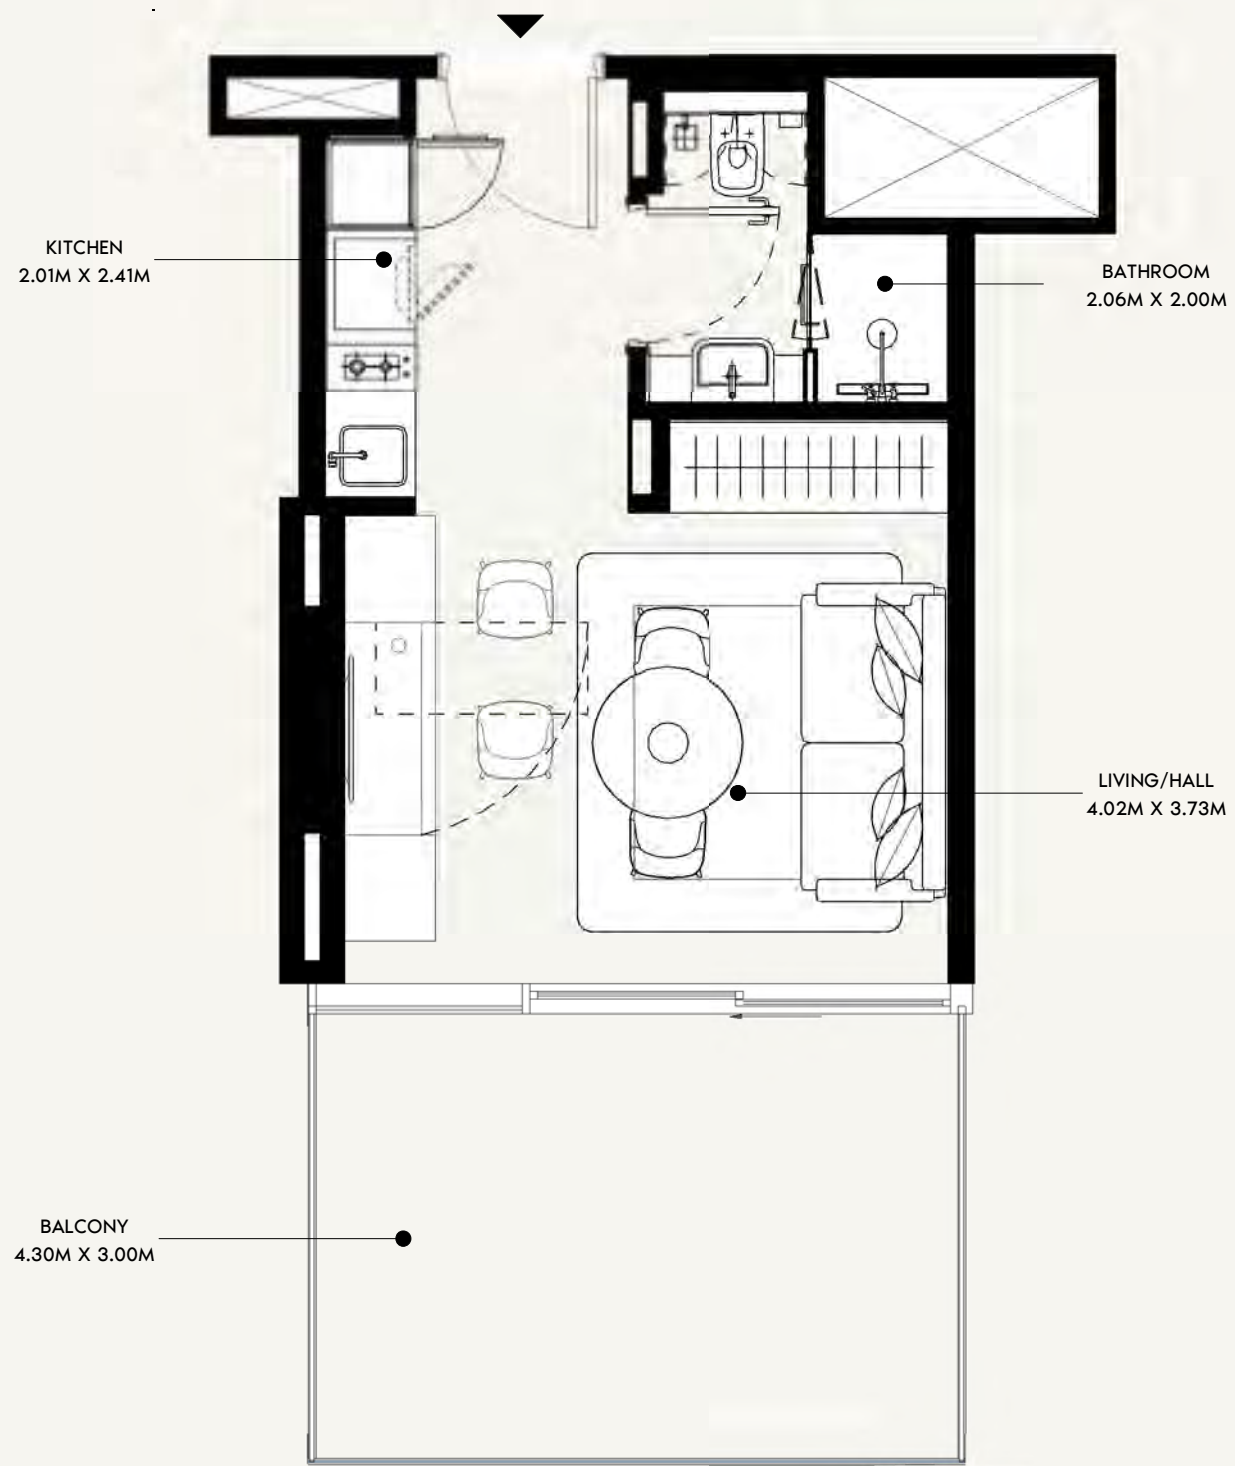 KITCHEN
2.01M X 2.41M
BATHROOM
2.06M X 2.00M
LIVING/HALL
4.02M X 3.73M
BALCONY
4.30M X 3.00M